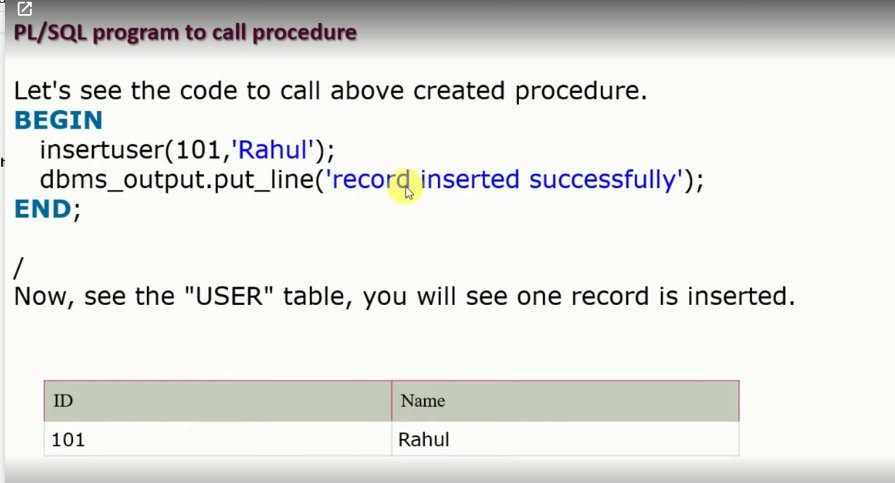 PL/SQL program to call procedure
Let's see the code to call above created procedure.
BEGIN
insertuser(101,'Rahul');
dbms_output.put_line('record inserted successfully');
END;
/
Now, see the "USER" table, you will see one record is inserted.
ID Name
101 Rahul